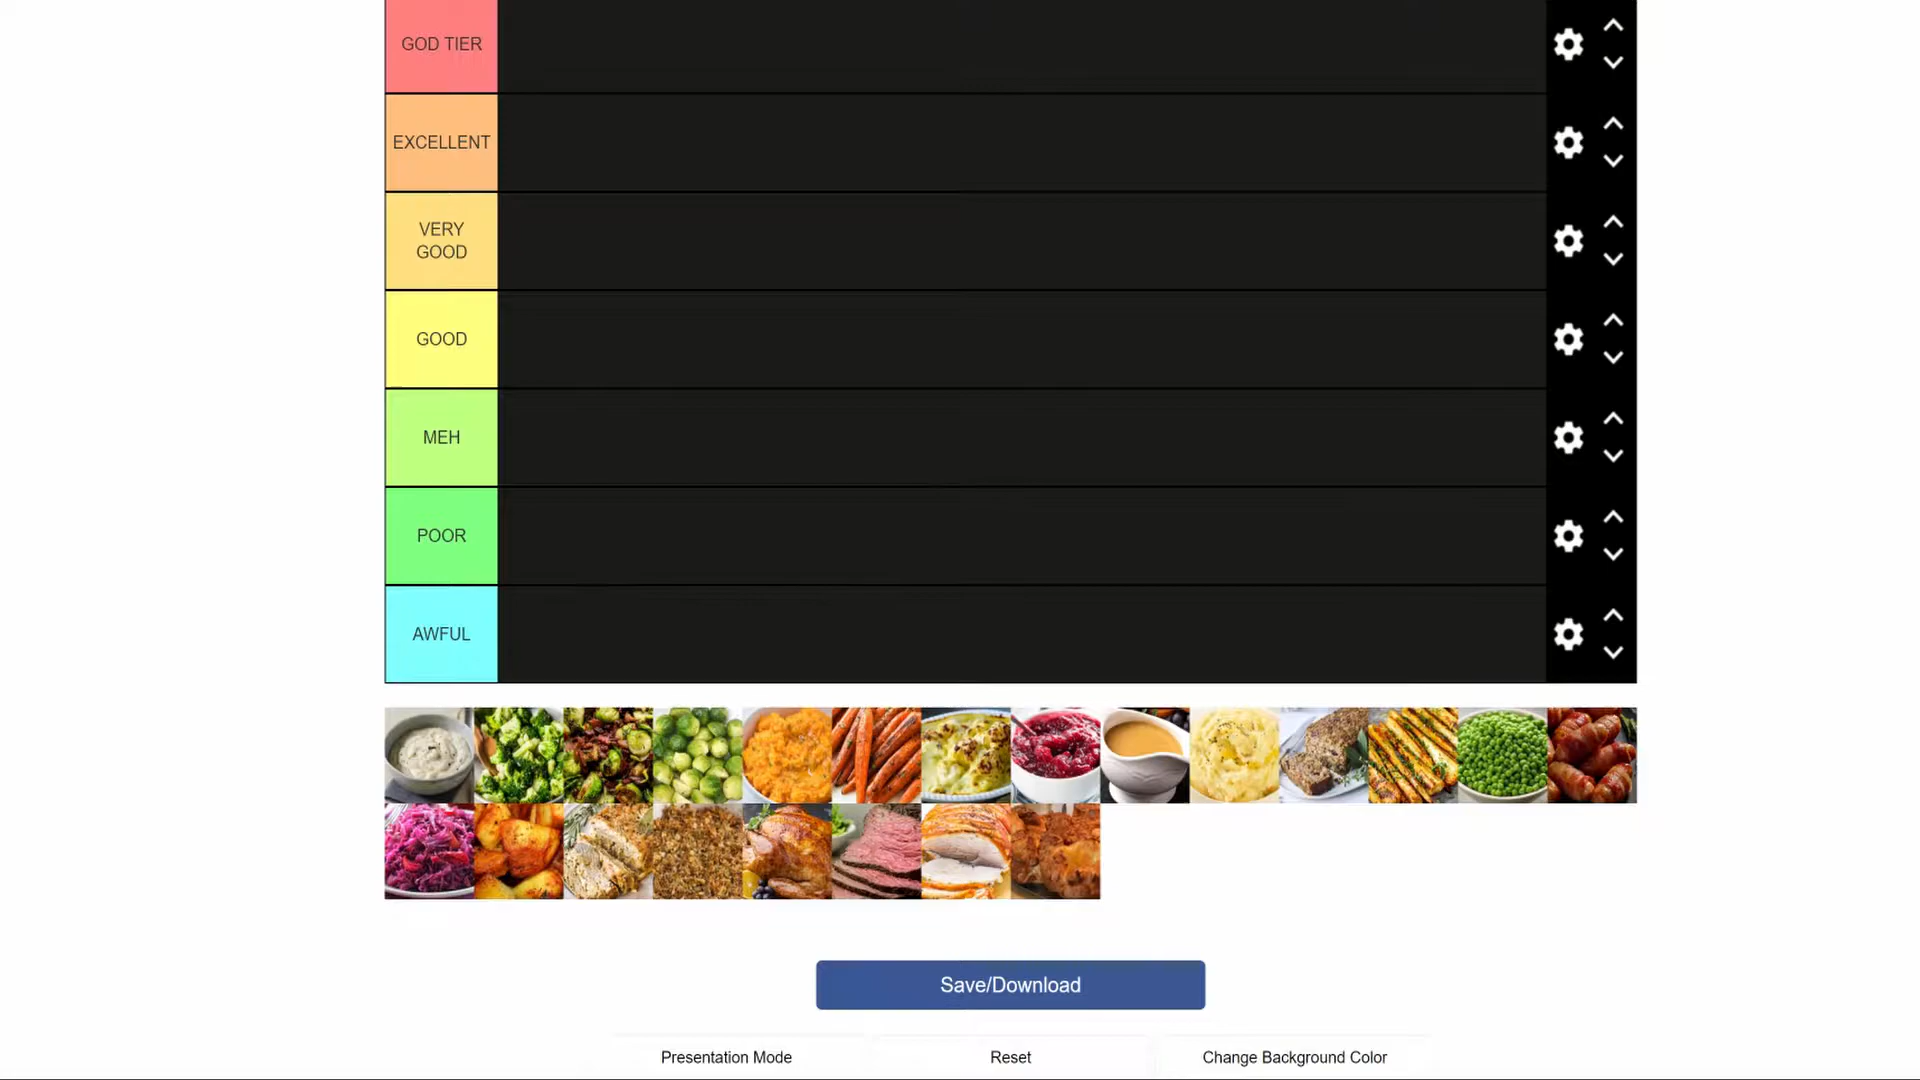 GOD TIER
EXCELLENT
VERY
GOOD
GOOD
MEH
POOR
AWFUL
Save/Download
Presentation Mode
Reset
Change Background Color